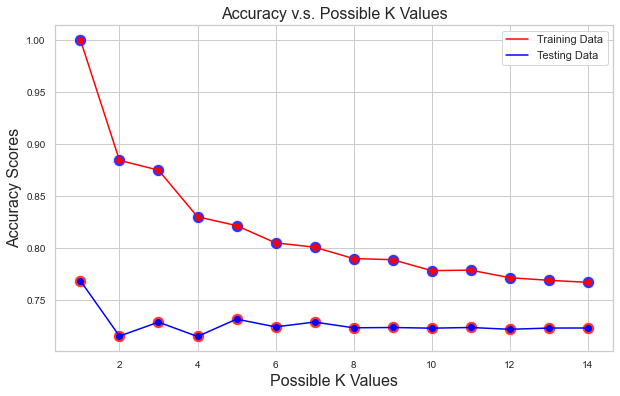 Accuracy v.s. Possible K Values
Training Data
Testing Data
Accuracy Scores
1.00
0.95
0.90
0.85
0.80
0.75
2 4 6 8 10 12 14
Possible K Values